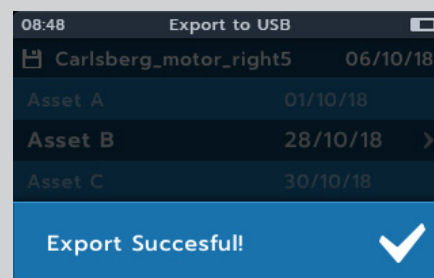 08:48 Export to USB
Carlsberg_motor_right5 06/10/18
Asset A 01/10/18
Asset B 28/10/18
Asset C 30/10/18
Export Succesful!